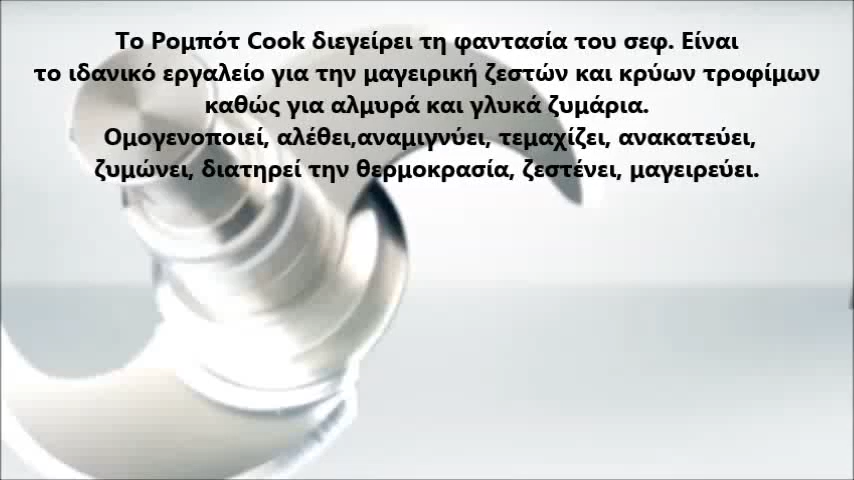 Το Ρομπότ Cook διεγείρει τη φαντασία του σεφ. Είναι
το ιδανικό εργαλείο για την μαγειρική ζεστών και κρύων τροφίμων
καθώς για αλμυρά και γλυκά ζυμάρια.
Ομογενοποιεί, αλέθει,αναμιγνύει, τεμαχίζει, ανακατεύει,
ζυμώνει, διατηρεί την θερμοκρασία, ζεστένει, μαγειρεύει.